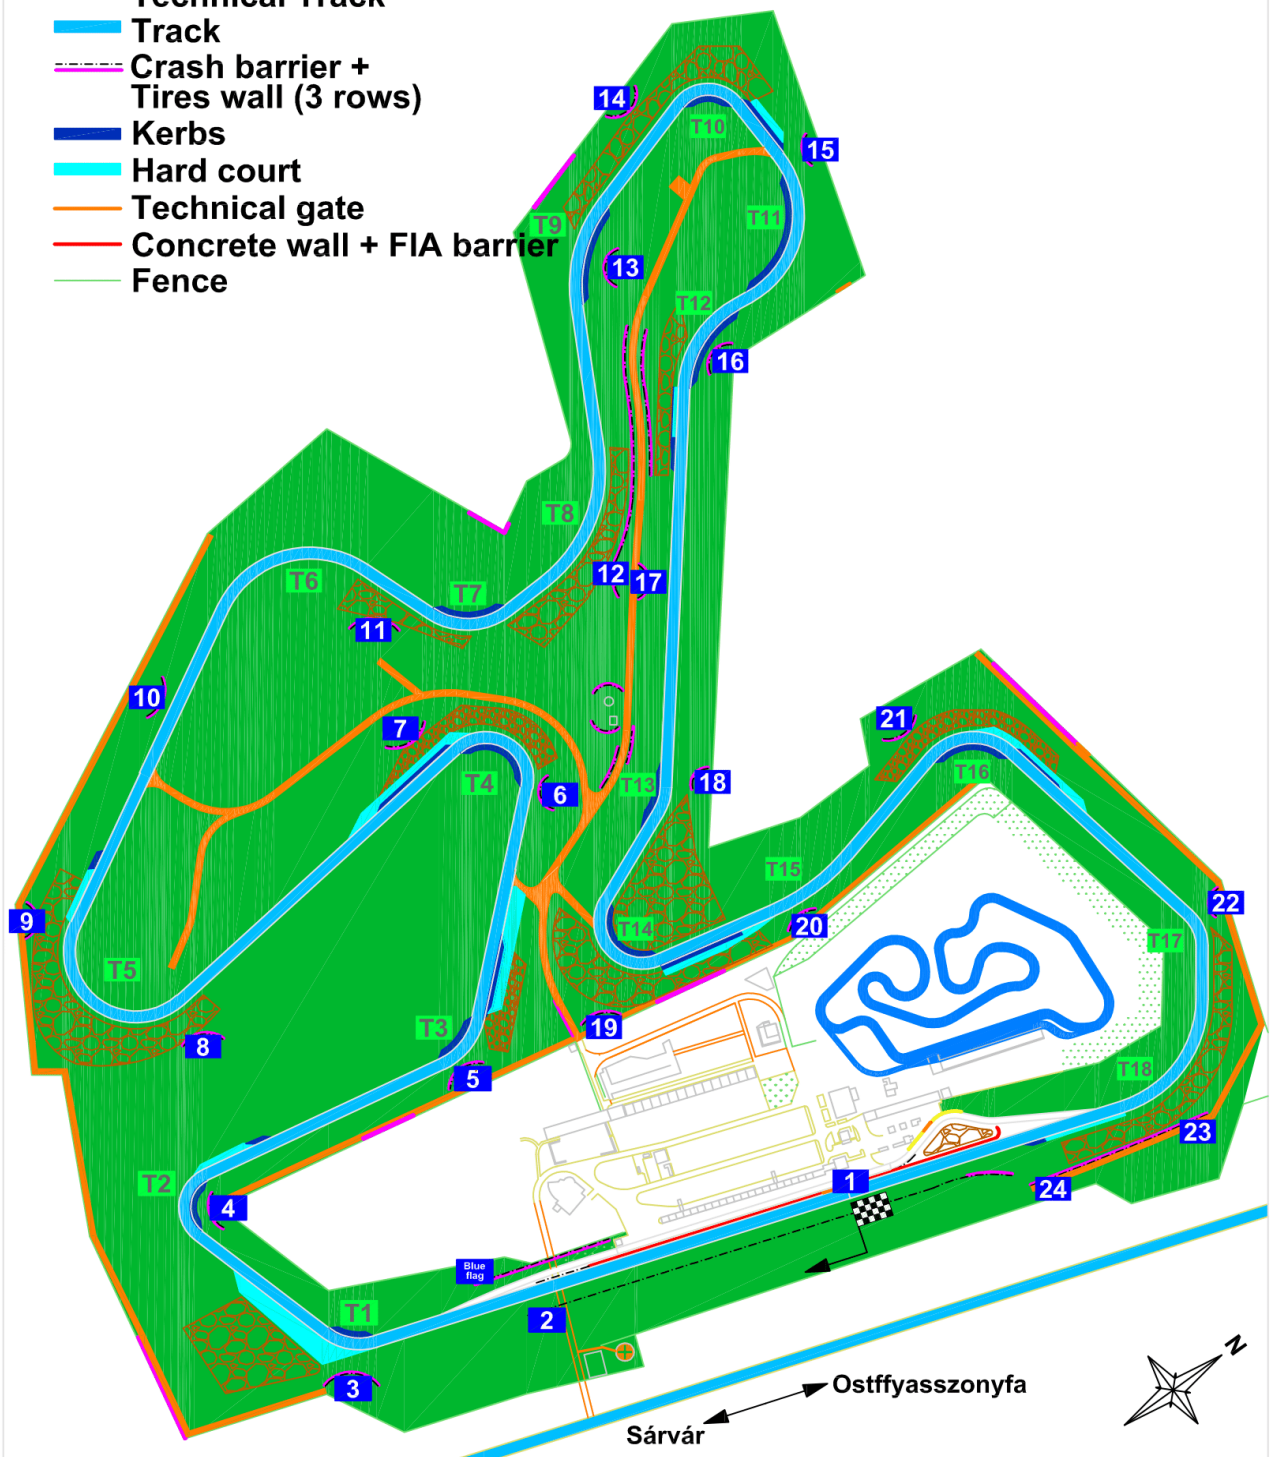 Technical Track
Track
Crash barrier +
Tires wall (3 rows)
Kerbs
Hard court
Technical gate
Concrete wall + FIA barrier
Fence
14
T10
15
T9
T11
13
T12
16
T8
12
17
T6
T7
11
10
7
21
T4
6
T13
18
T16
T15
9
22
T14
20
T17
T5
T3
19
8
5
T18
23
T2
1
24
4
Blue
flag
T1
2
3
N
Ostffyasszonyfa
Sárvár